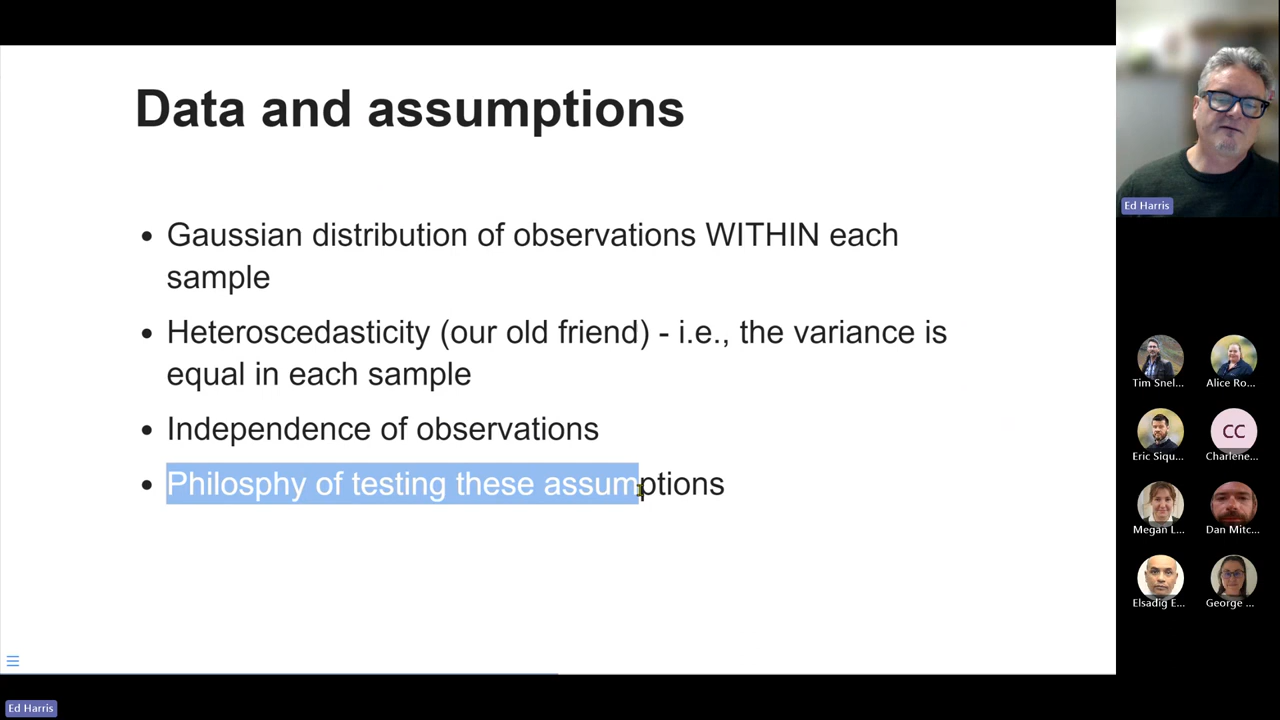 Data and assumptions
Gaussian distribution of observations WITHIN each
sample
Heteroscedasticity (our old friend) - i.e., the variance is
equal in each sample
Independence of observations
Philosphy of testing these assumptions
Ed Harris
Tim Snel...
Alice Ro...
Eric Siqu...
CC
Charlene...
Megan L...
Dan Mitc...
Elsadig E...
George ...
Ed Harris